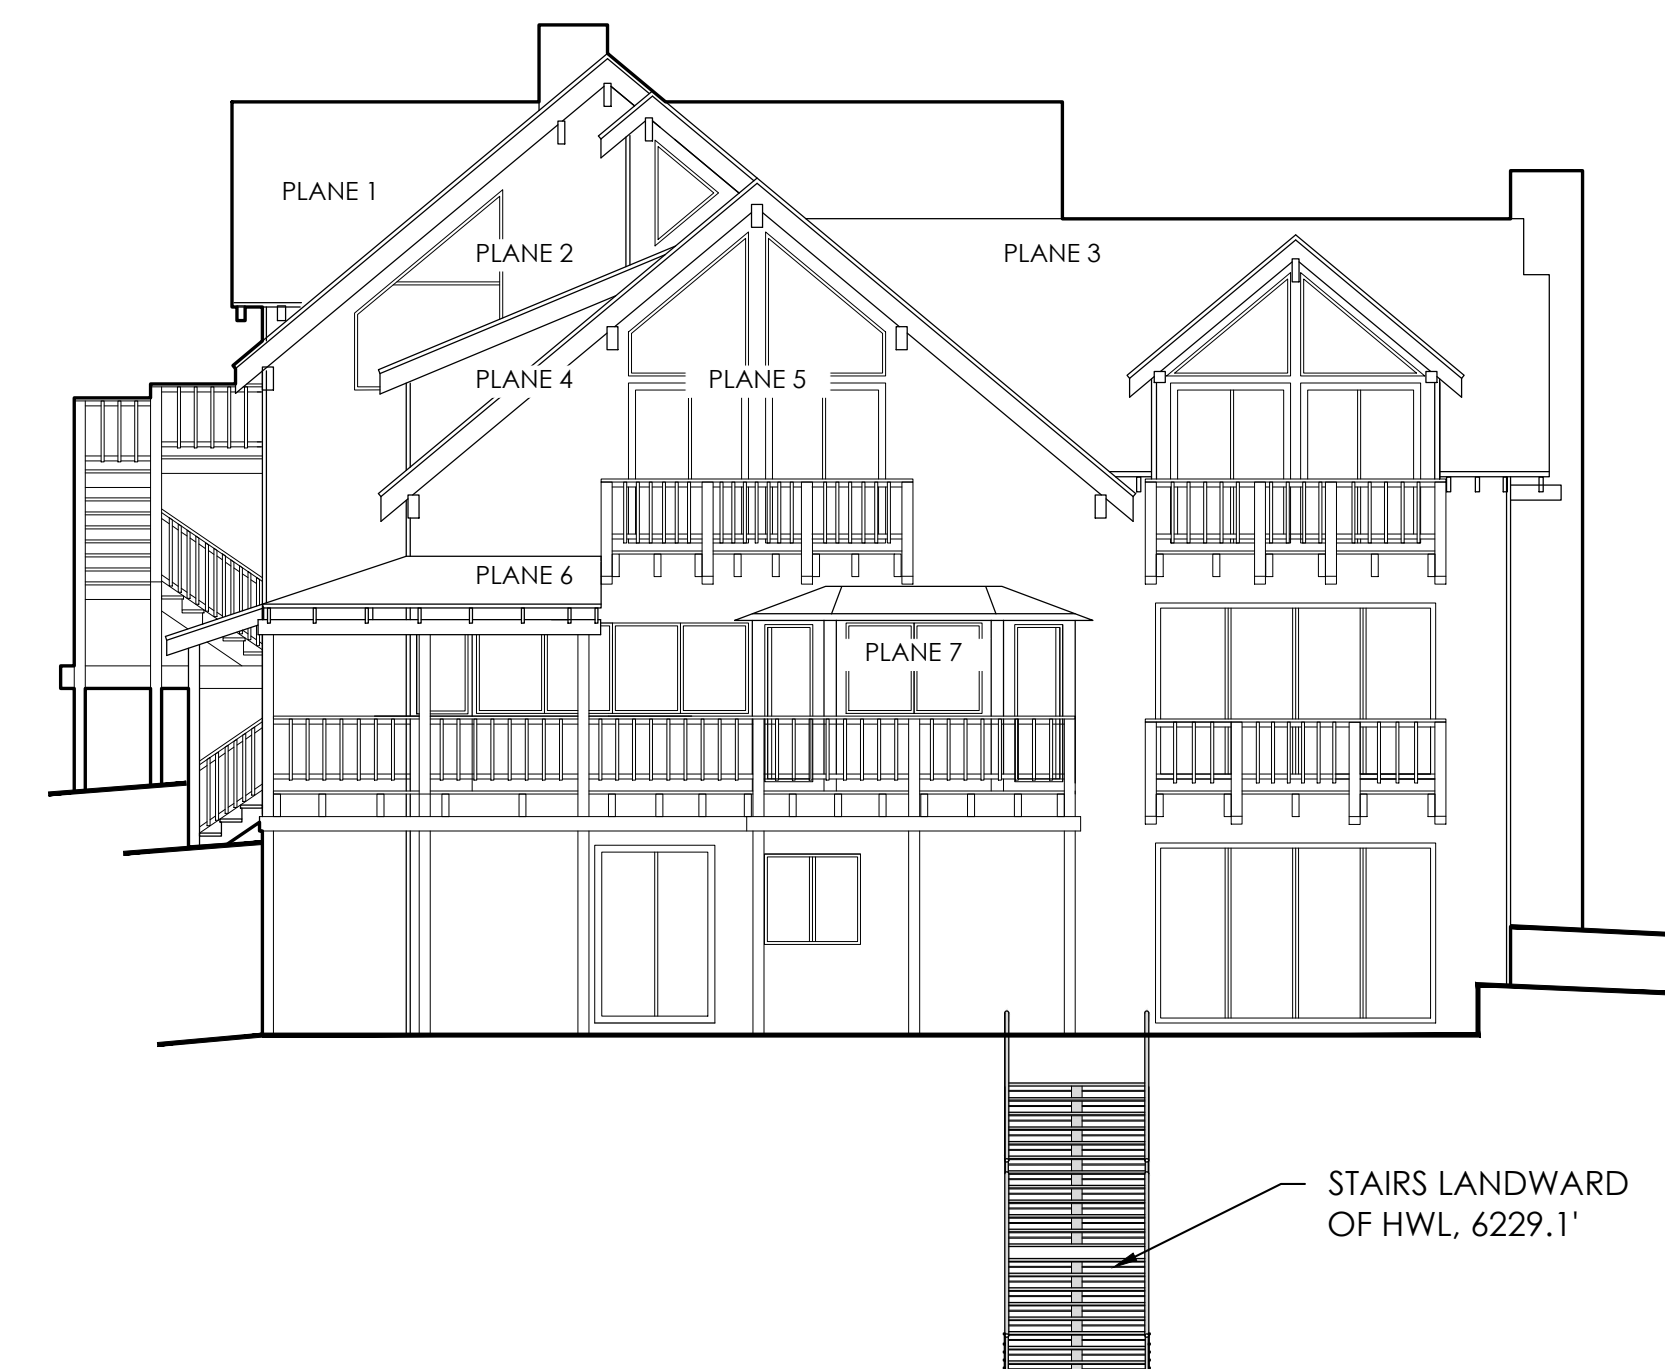 PLANE 1
PLANE 2
PLANE 3
PLANE 4
PLANE 5
PLANE 6
PLANE 7
STAIRS LANDWARD
OF HWL, 6229.1'